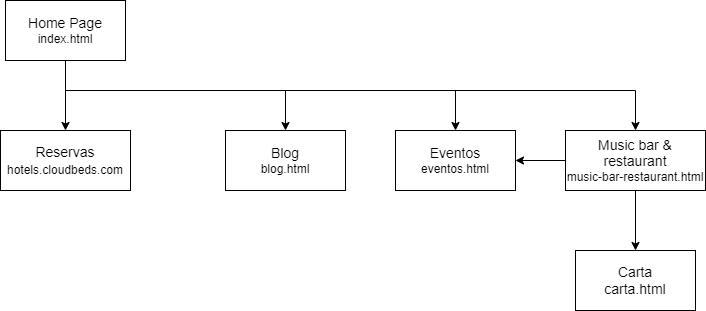 Home Page
index.html
Reservas
hotels.cloudbeds.com
Blog
blog.html
Eventos
eventos.html
Music bar &
restaurant
music-bar-restaurant.html
Carta
carta.html